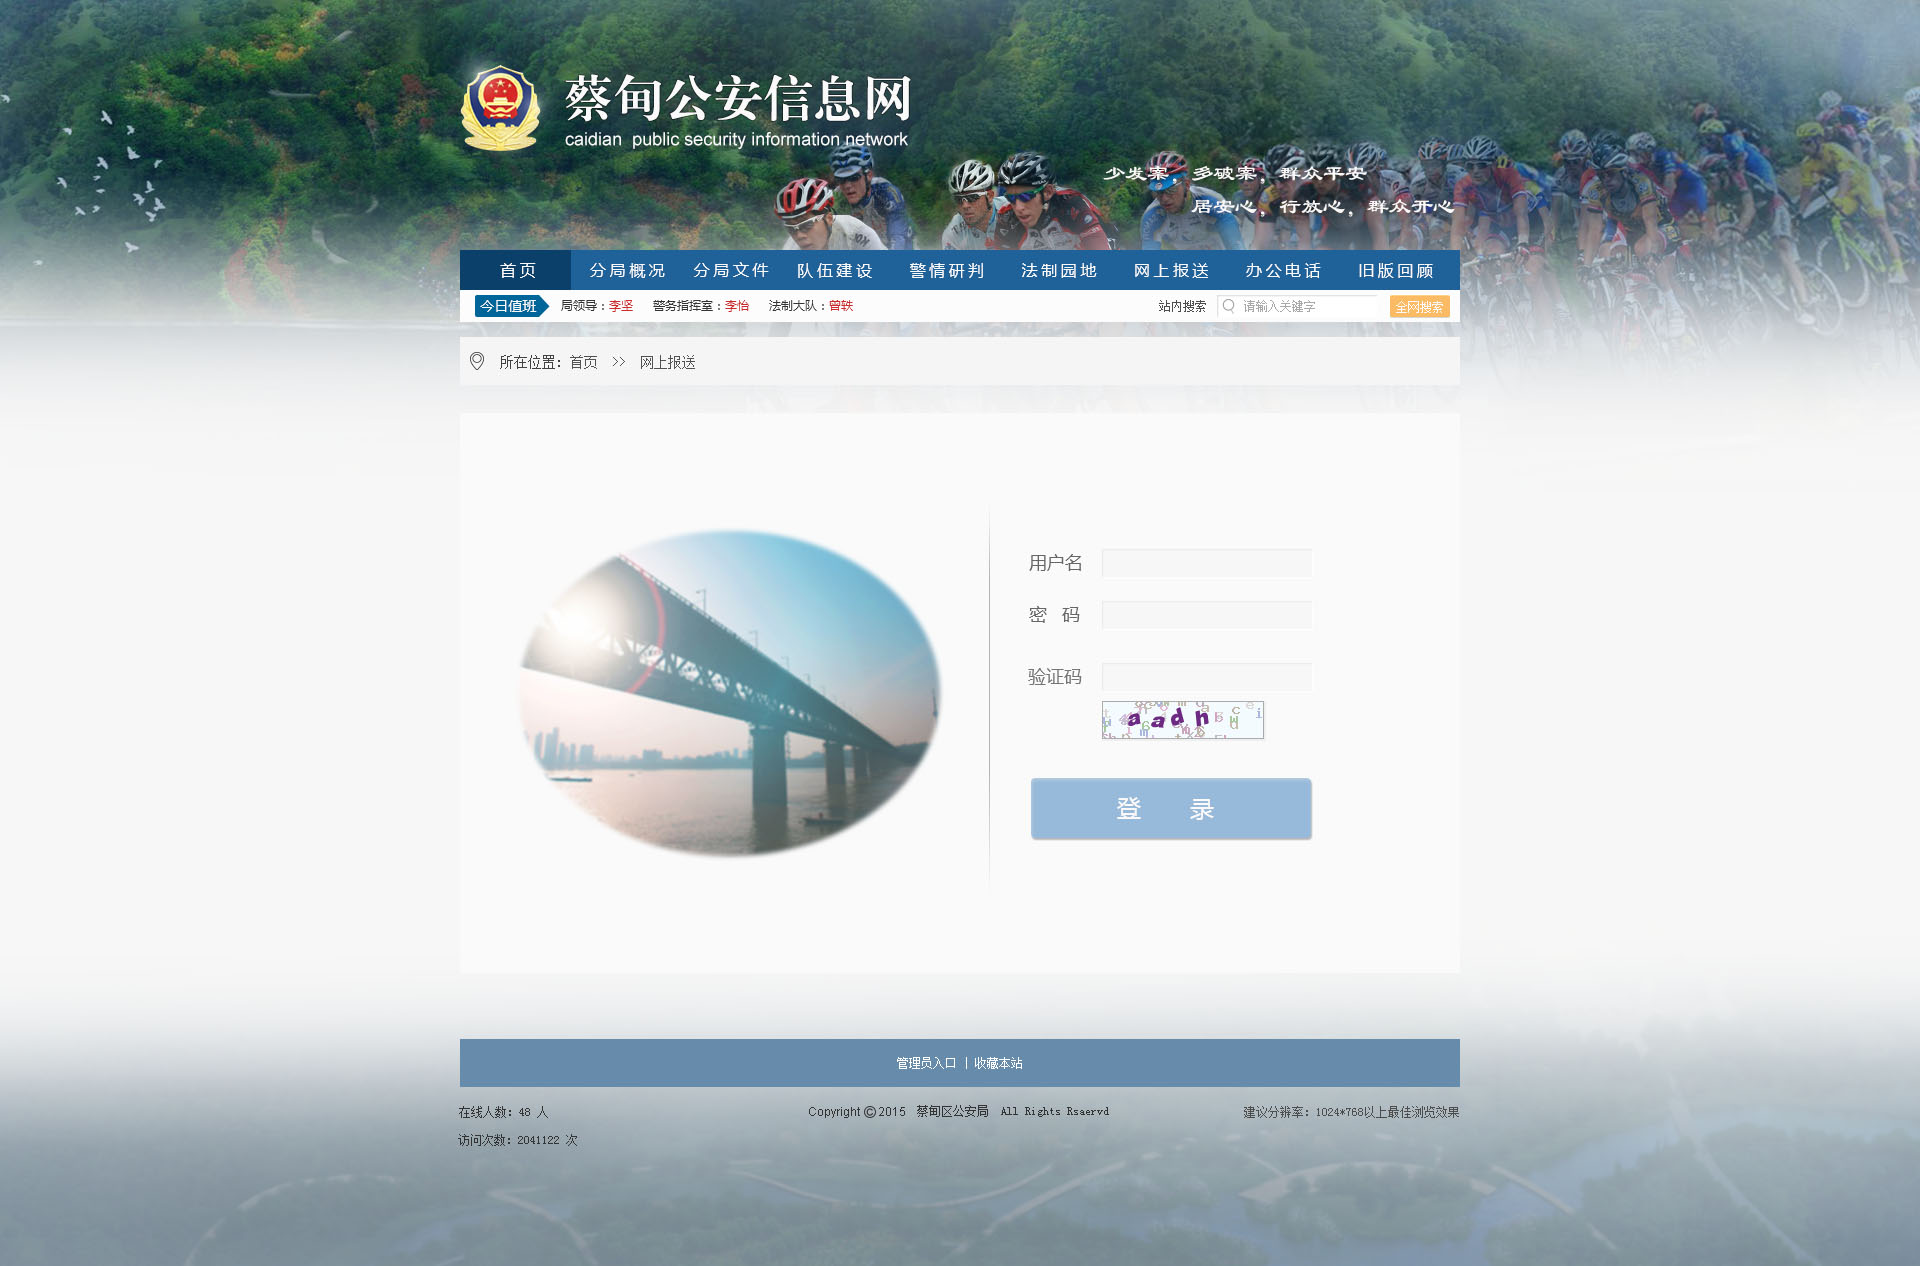 蔡甸公安信息网
caidian public security information network
少发案，多破案，群众平安
居安心，行放心，群众开心
首页 分局概况 分局文件 队伍建设 警情研判 法制园地 网上报送 办公电话 旧版回顾
今日值班 局领导：李坚 警务指挥室：李怡 法制大队：曾轶 站内搜索 请输入关键字 全网搜索
所在位置：首页 >> 网上报送
用户名
密 码
验证码
aadh
登 录
管理员入口 | 收藏本站
在线人数：48 人 Copyright ©2015 蔡甸区公安局 All Rights Rsaervd 建议分辨率：1024*768以上最佳浏览效果
访问次数：2041122 次